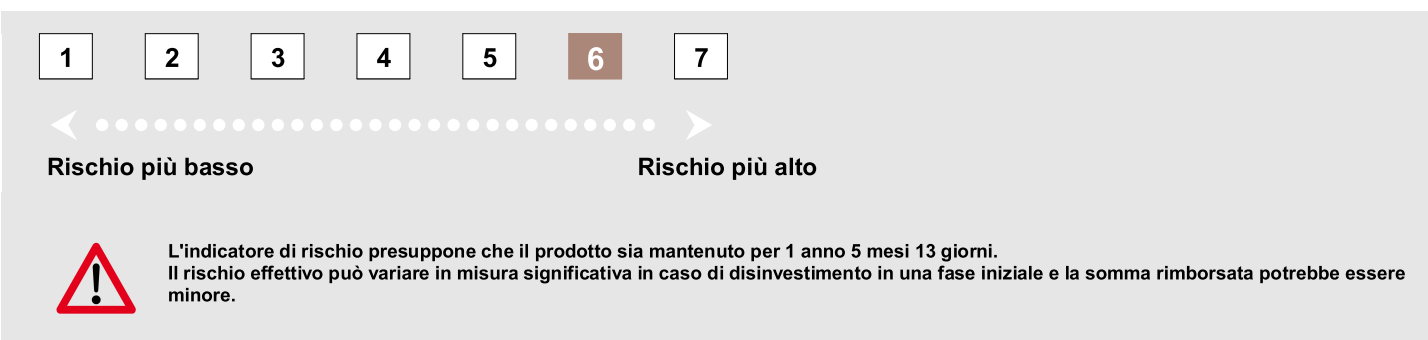 1 2 3 4 5 6 7
Rischio più basso Rischio più alto
L'indicatore di rischio presuppone che il prodotto sia mantenuto per 1 anno 5 mesi 13 giorni.
Il rischio effettivo può variare in misura significativa in caso di disinvestimento in una fase iniziale e la somma rimborsata potrebbe essere
minore.